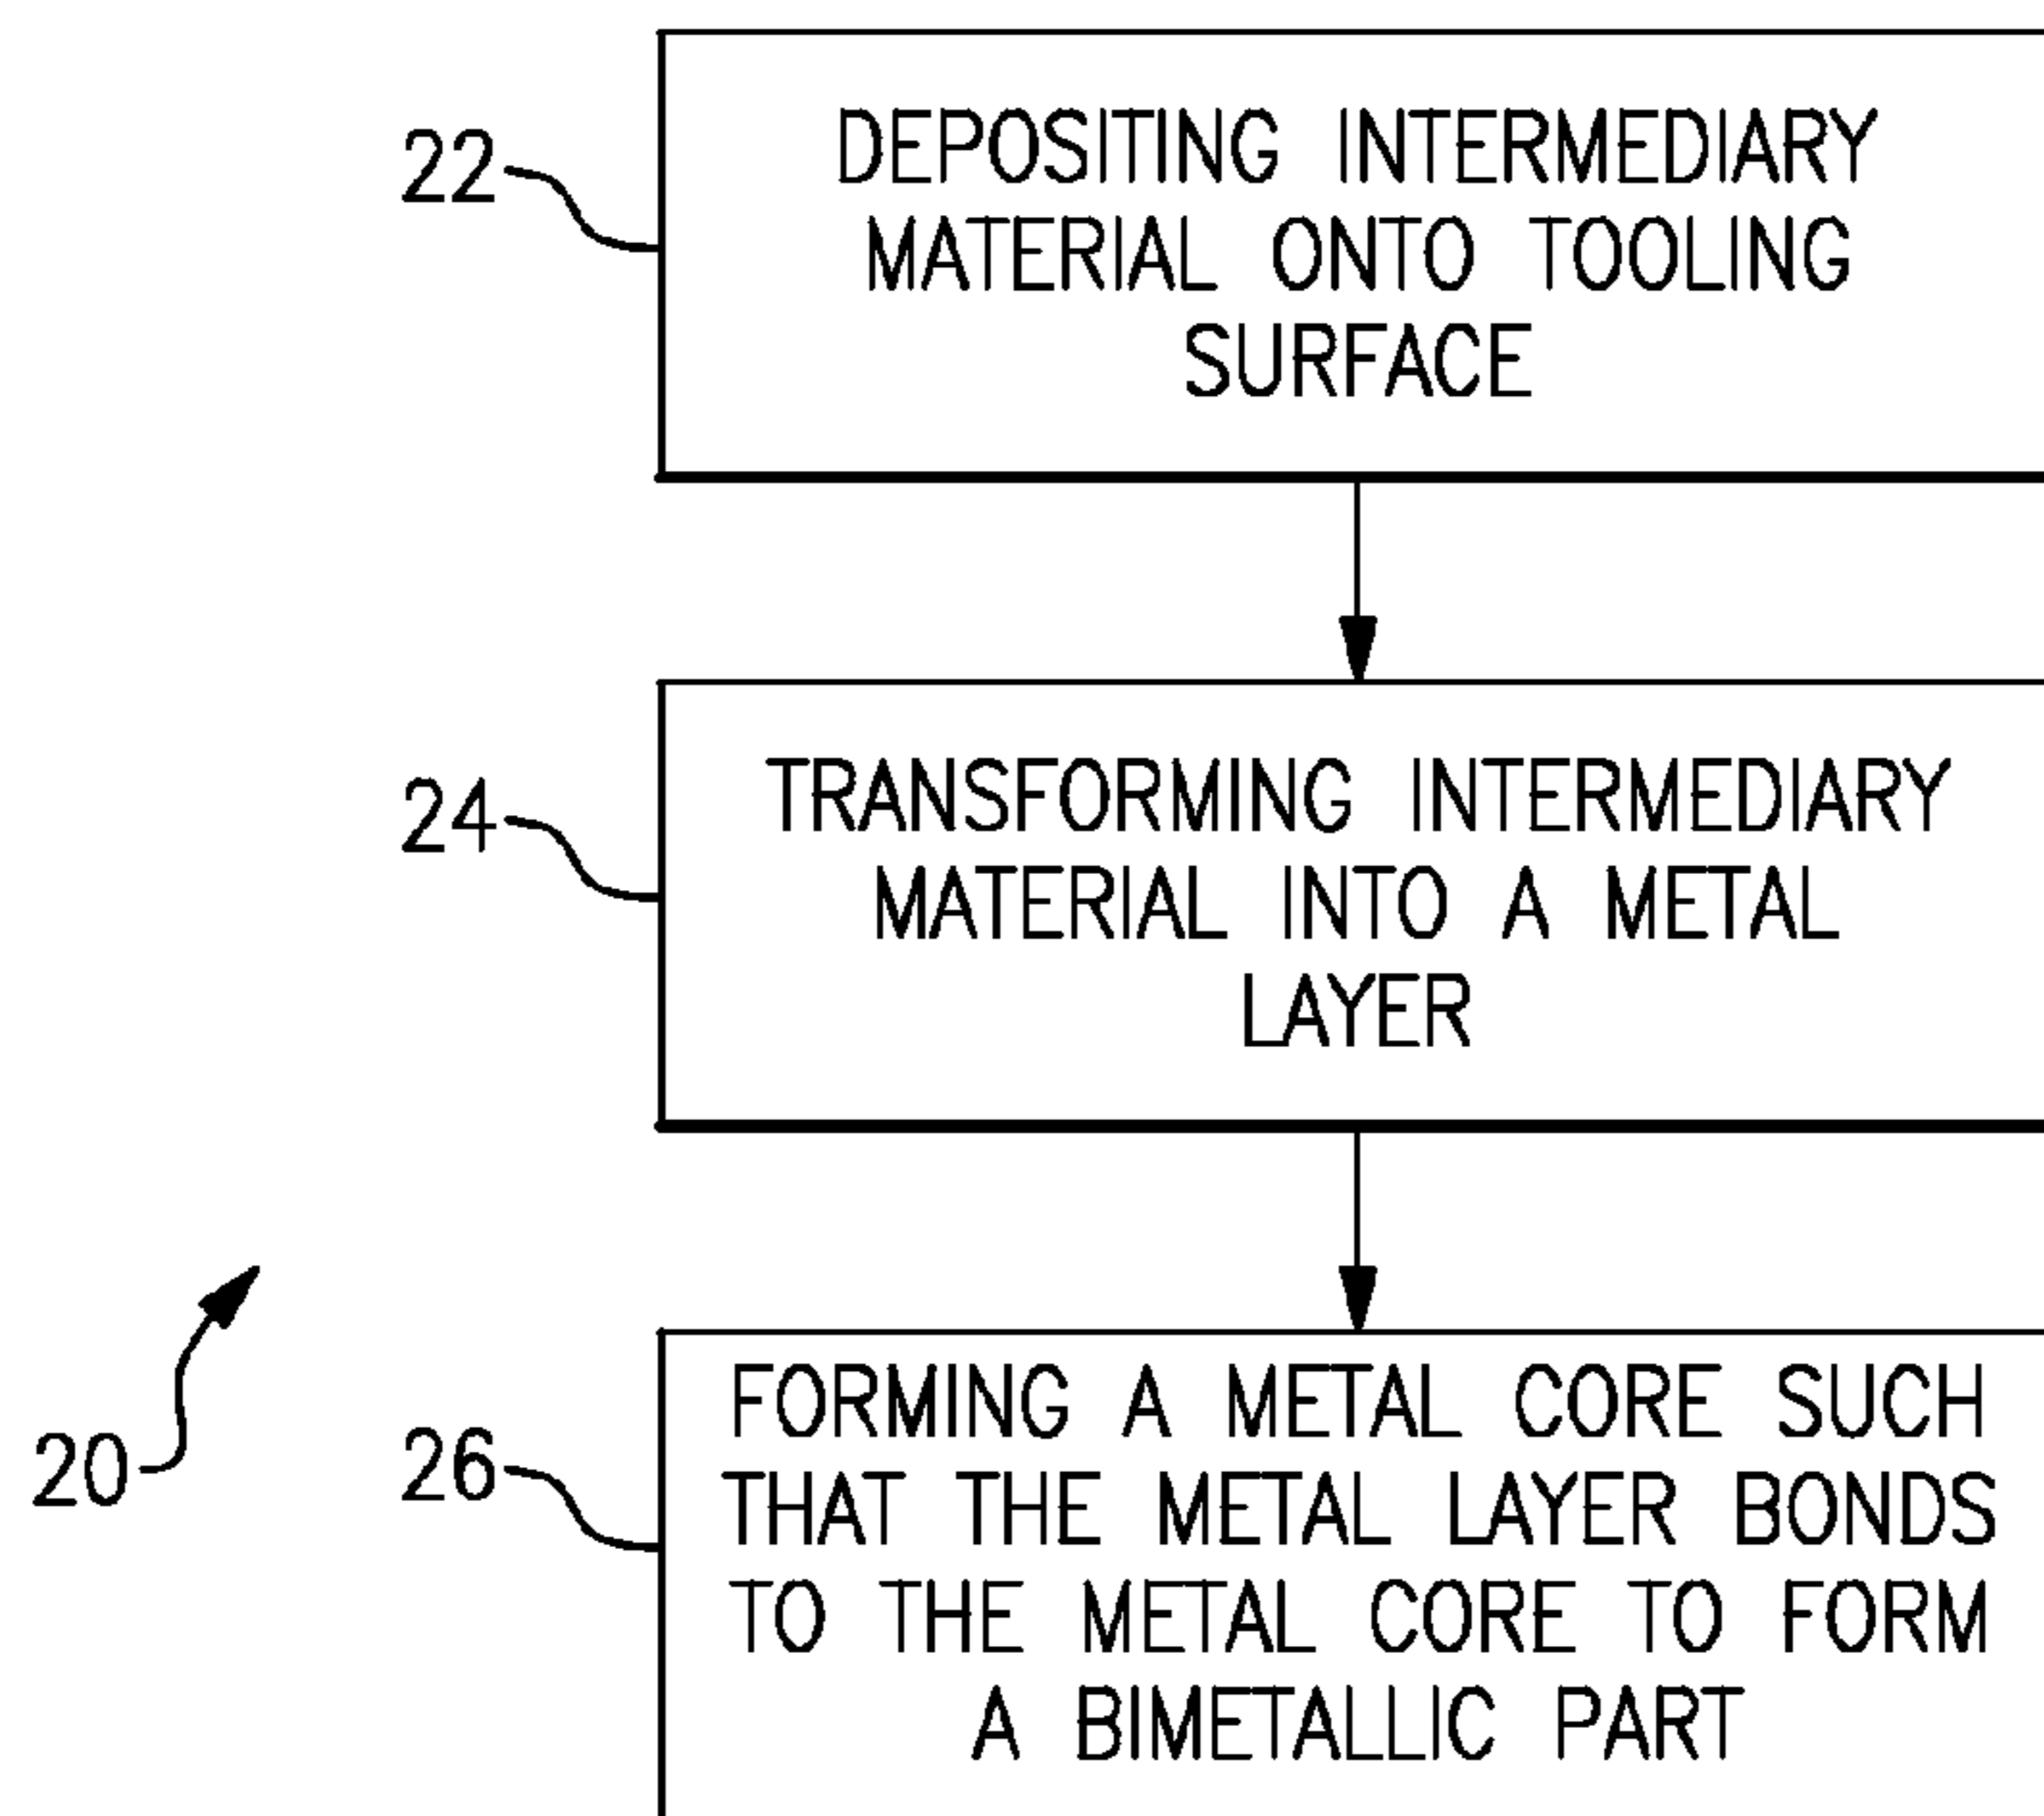 22
DEPOSITING INTERMEDIARY
MATERIAL ONTO TOOLING
SURFACE
24
TRANSFORMING INTERMEDIARY
MATERIAL INTO A METAL
LAYER
20
26
FORMING A METAL CORE SUCH
THAT THE METAL LAYER BONDS
TO THE METAL CORE TO FORM
A BIMETALLIC PART